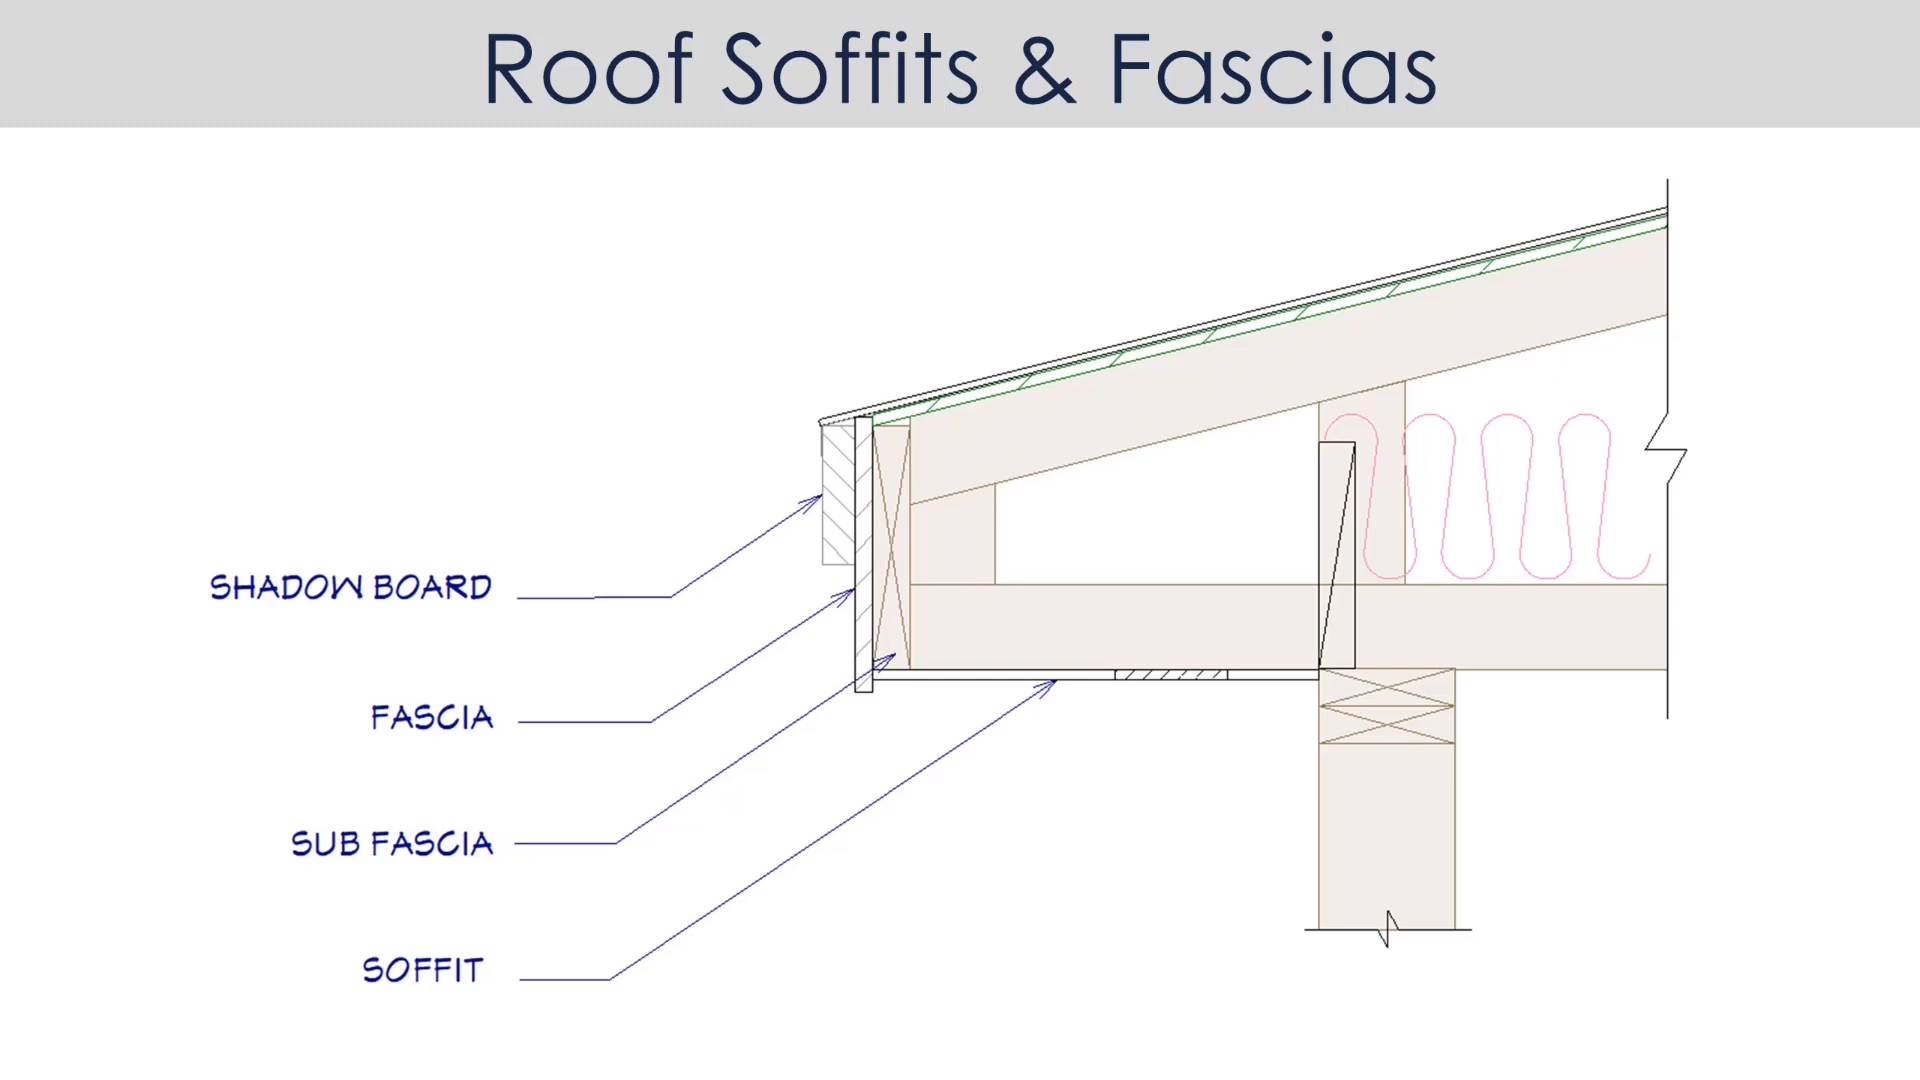 Roof Soffits & Fascias
SHADOW BOARD
FASCIA
SUB FASCIA
SOFFIT